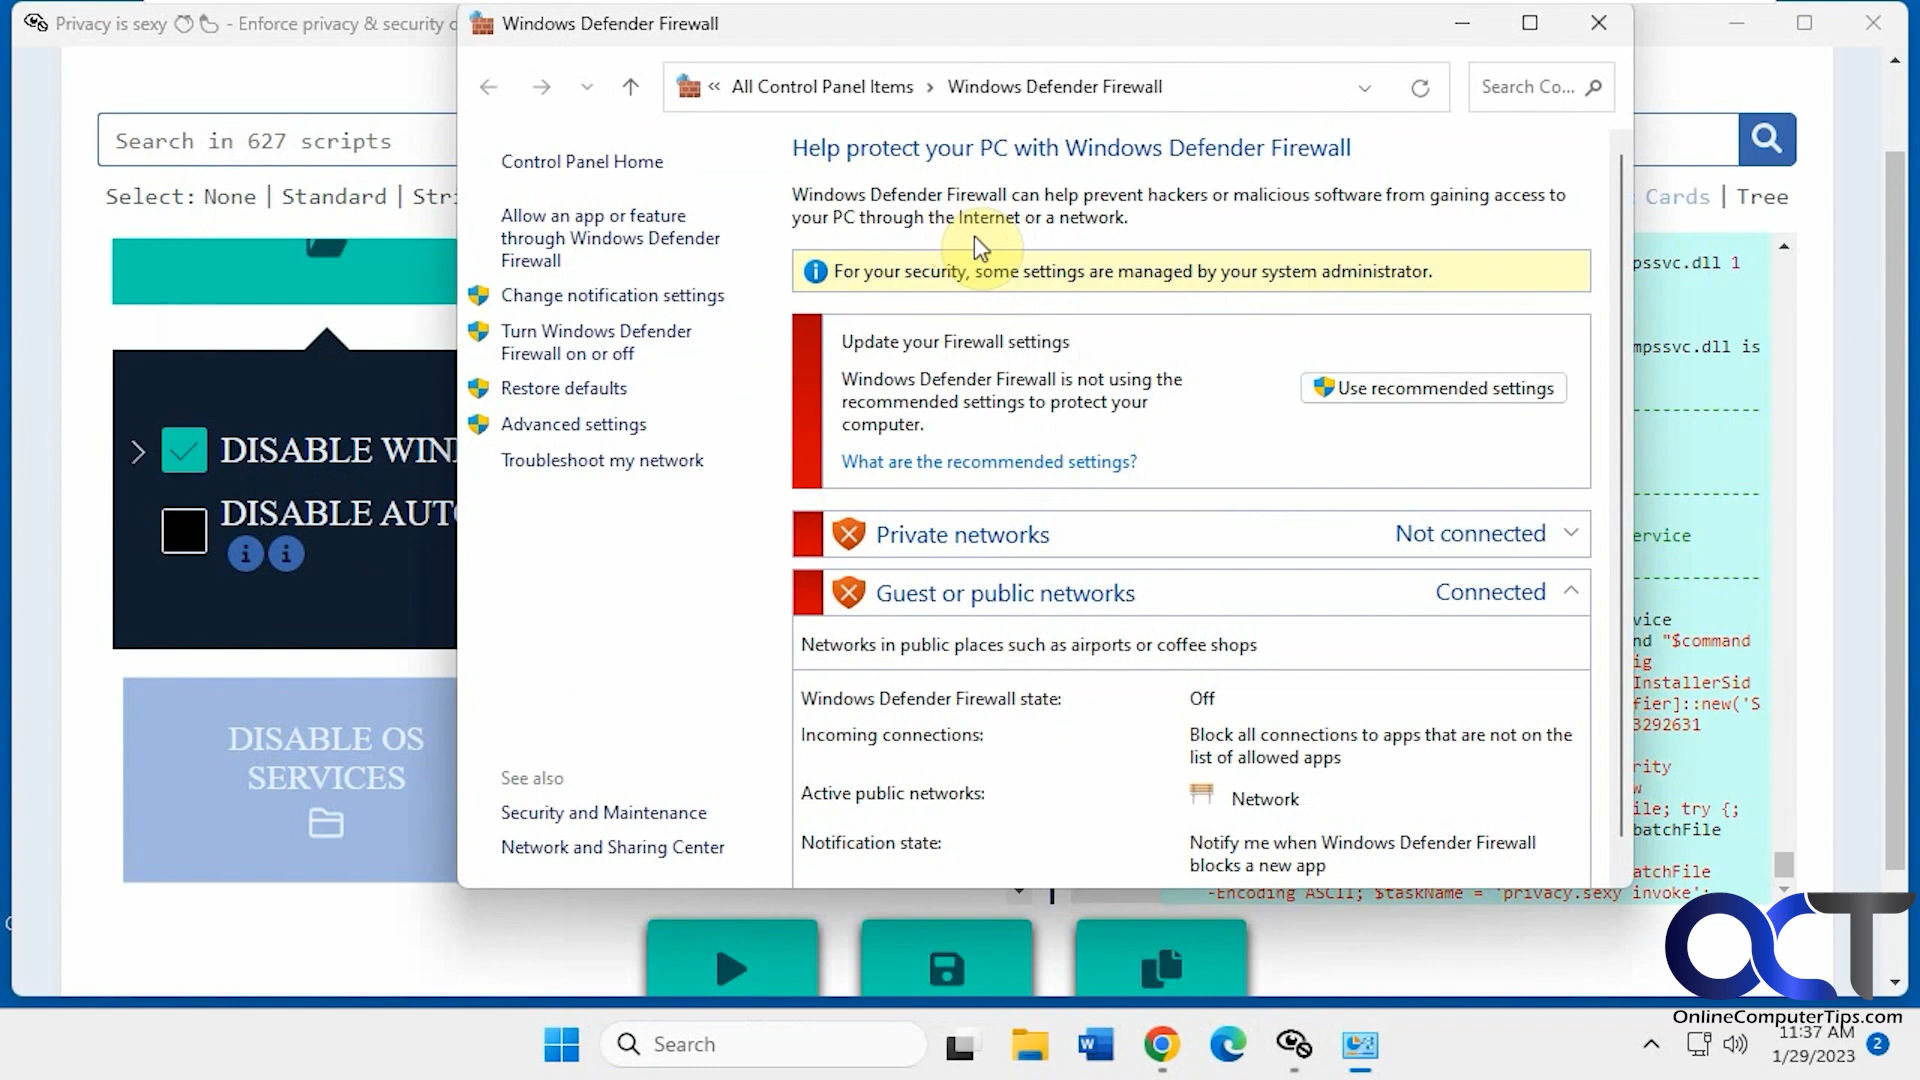 Privacy is sexy - Enforce privacy & security
Windows Defender Firewall
« All Control Panel Items › Windows Defender Firewall
Search Co...
Search in 627 scripts
Select: None | Standard |
Cards | Tree
Control Panel Home
Allow an app or feature
through Windows Defender
Firewall
Change notification settings
Turn Windows Defender
Firewall on or off
Restore defaults
Advanced settings
Troubleshoot my network
See also
Security and Maintenance
Network and Sharing Center
Help protect your PC with Windows Defender Firewall
Windows Defender Firewall can help prevent hackers or malicious software from gaining access to
your PC through the Internet or a network.
For your security, some settings are managed by your system administrator.
Update your Firewall settings
Windows Defender Firewall is not using the
recommended settings to protect your
computer.
Use recommended settings
What are the recommended settings?
Private networks Not connected
Guest or public networks Connected
Networks in public places such as airports or coffee shops
Windows Defender Firewall state: Off
Incoming connections: Block all connections to apps that are not on the
list of allowed apps
Active public networks: Network
Notification state: Notify me when Windows Defender Firewall
blocks a new app
DISABLE
DISABLE
DISABLE OS
SERVICES
pssvc.dll 1
mpssvc.dll is
ervice
vice
nd "$command
ig
InstallerSid
fier]::new('S
3292631
rity
w
ile; try {;
batchFile
atchFile
-Encoding ASCII; $taskName = 'privacy.sexy invoke';
OCT
OnlineComputerTips.com
Search
11:37 AM
1/29/2023
2